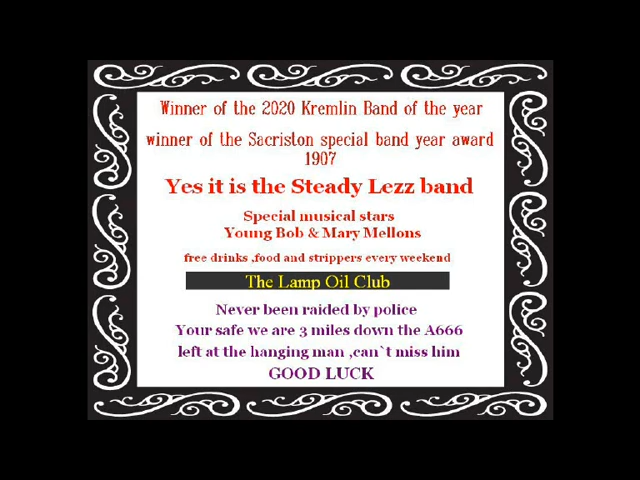 Winner of the 2020 Kremlin Band of the year
winner of the Sacriston special band year award
1907
Yes it is the Steady Lezz band
Special musical stars
Young Bob & Mary Mellons
free drinks ,food and strippers every weekend
The Lamp Oil Club
Never been raided by police
Your safe we are 3 miles down the A666
left at the hanging man ,can`t miss him
GOOD LUCK